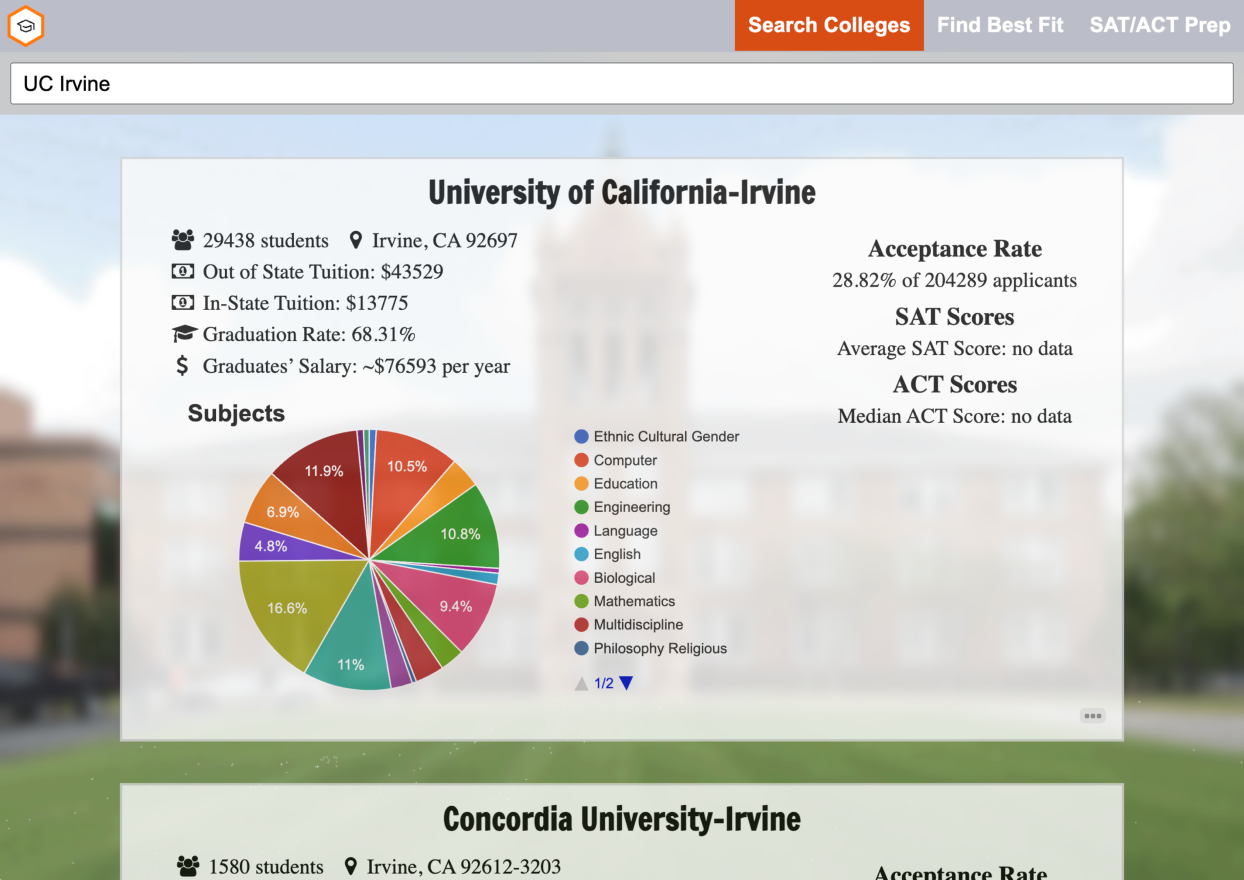 Search Colleges Find Best Fit SAT/ACT Prep
UC Irvine
University of California-Irvine
29438 students Irvine, CA 92697
Out of State Tuition: $43529
In-State Tuition: $13775
Graduation Rate: 68.31%
Graduates’ Salary: ~$76593 per year
Acceptance Rate
28.82% of 204289 applicants
SAT Scores
Average SAT Score: no data
ACT Scores
Median ACT Score: no data
Subjects
10.5%
10.8%
9.4%
11%
16.6%
4.8%
6.9%
11.9%
Ethnic Cultural Gender
Computer
Education
Engineering
Language
English
Biological
Mathematics
Multidiscipline
Philosophy Religious
1/2
Concordia University-Irvine
1580 students Irvine, CA 92612-3203
Acceptance Rate